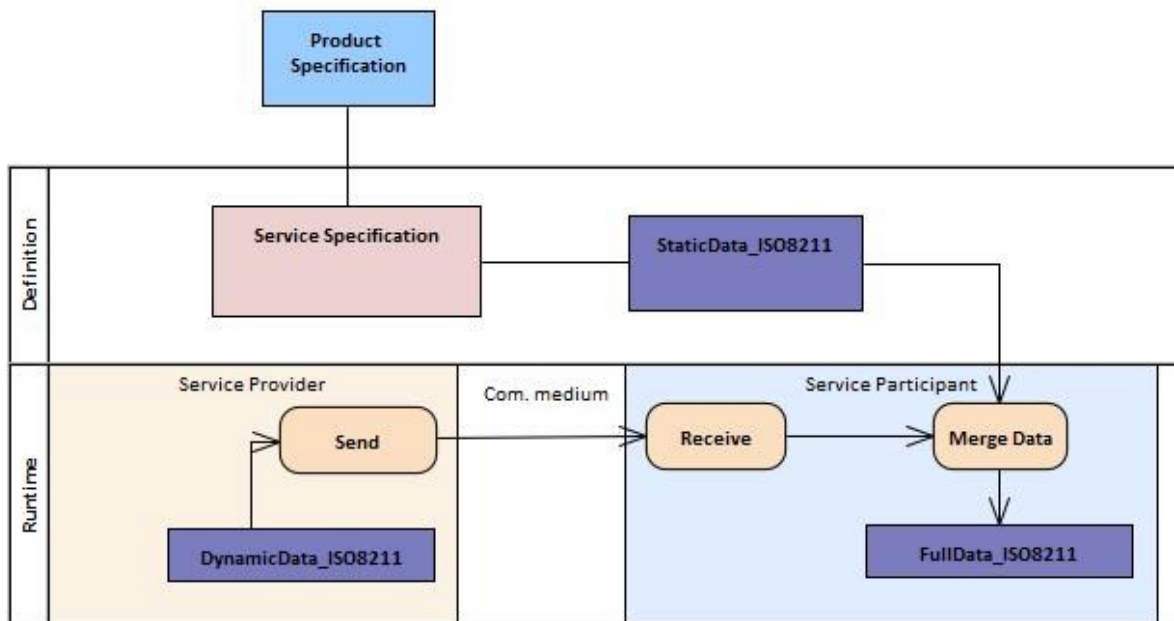 Product
Specification
Definition
Service Specification
StaticData_ISO8211
Runtime
Service Provider
Com. medium
Service Participant
Send
Receive
Merge Data
DynamicData_ISO8211
FullData_ISO8211